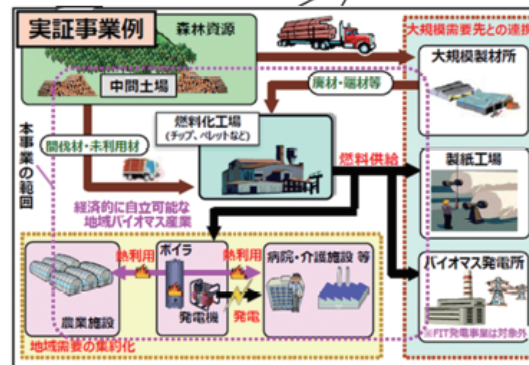 実証事業例
森林資源
中間土場
大規模需要先との連携
大規模製材所
廃材・端材等
燃料化工場
(チップ、ペレットなど)
間伐材・未利用材
本事業の範囲
燃料供給
製紙工場
経済的に自立可能な
地域バイオマス産業
熱利用
ボイラ
熱利用
病院・介護施設 等
バイオマス発電所
農業施設
発電機
発電
※FIT発電事業は対象外
地域需要の集約化